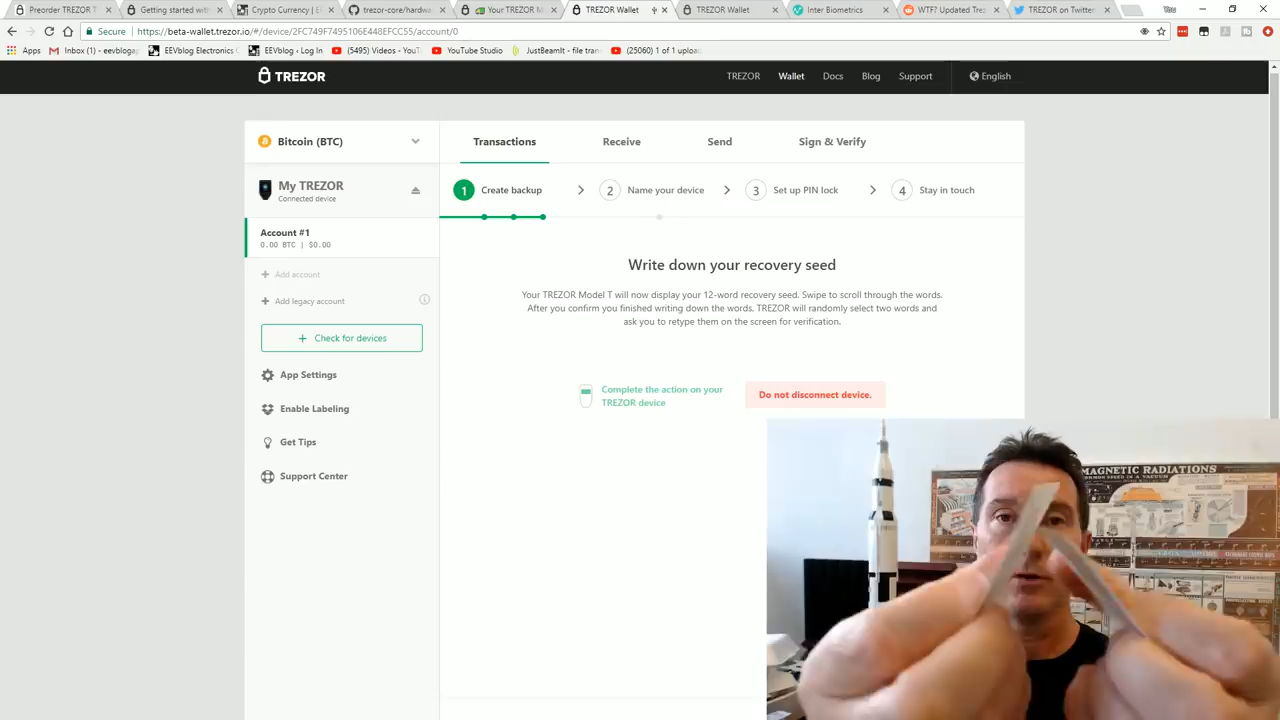 Preorder T
Getting started with
Crypto Currency | E
trezor-core/hardwa
Your TREZOR M
TREZOR Wallet
TREZOR Wallet
Inter Biometrics
WTF? Updated Trez
TREZOR on Twitter
You
Secure
https://beta-wallet.trezor.io/#/device/2FC749F7495106E448EFCC55/account/0
Apps
Inbox (1) - eevblogap
EEVblog Electronics C
EEVblog ‹ Log In
(5495) Videos - YouT
YouTube Studio
JustBeamIt - file tran
(25060) 1 of 1 upload
TREZOR
TREZOR
Wallet
Docs
Blog
Support
English
Bitcoin (BTC)
Transactions
Receive
Send
Sign & Verify
My TREZOR
Connected device
1
Create backup
2
Name your device
3
Set up PIN lock
4
Stay in touch
Account #1
0.00 BTC | $0.00
Add account
Add legacy account
Check for devices
App Settings
Enable Labeling
Get Tips
Support Center
Write down your recovery seed
Your TREZOR Model T will now display your 12-word recovery seed. Swipe to scroll through the words.
After you confirm you finished writing down the words, TREZOR will randomly select two words and
ask you to retype them on the screen for verification.
Complete the action on your
TREZOR device
Do not disconnect device.
MAGNETIC RADIATIONS